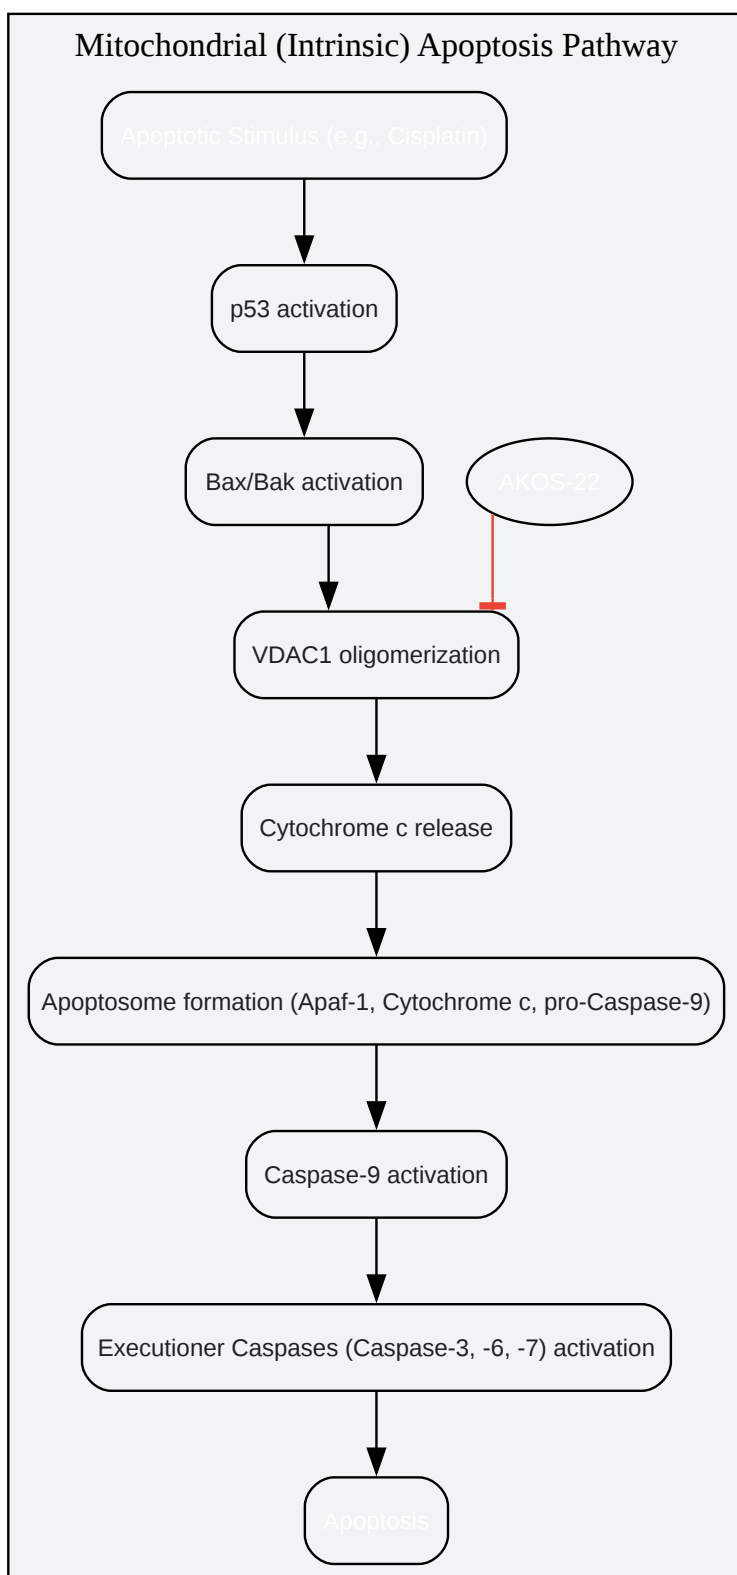 Mitochondrial (Intrinsic) Apoptosis Pathway
Apoptotic Stimulus (e.g., Cisplatin)
p53 activation
Bax/Bak activation
AKOS-22
VDAC1 oligomerization
Cytochrome c release
Apoptosome formation (Apaf-1, Cytochrome c, pro-Caspase-9)
Caspase-9 activation
Executioner Caspases (Caspase-3, -6, -7) activation
Apoptosis